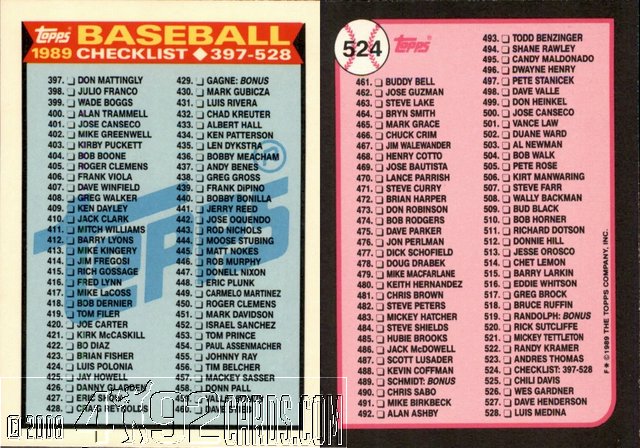 Topps BASEBALL
1989 CHECKLIST ◆ 397-528
397. □ DON MATTINGLY
398. □ JULIO FRANCO
399. □ WADE BOGGS
400. □ ALAN TRAMMELL
401. □ JOSE CANSECO
402. □ MIKE GREENWELL
403. □ KIRBY PUCKETT
404. □ BOB BOONE
405. □ ROGER CLEMENS
406. □ FRANK VIOLA
407. □ DAVE WINFIELD
408. □ GREG WALKER
409. □ KEN DAYLEY
410. □ JACK CLARK
411. □ MITCH WILLIAMS
412. □ BARRY LYONS
413. □ MIKE KINGERY
414. □ JIM FREGOSI
415. □ RICH GOSSAGE
416. □ FRED LYNN
417. □ MIKE LaCOSS
418. □ BOB DERNIER
419. □ TOM FILER
420. □ JOE CARTER
421. □ KIRK McCASKILL
422. □ BO DIAZ
423. □ BRIAN FISHER
424. □ LUIS POLONIA
425. □ JAY HOWELL
426. □ DANNY GLADDEN
427. □ ERIC SHOW
428. □ CRAIG REYNOLDS
429. □ GAGNE: BONUS
430. □ MARK GUBICZA
431. □ LUIS RIVERA
432. □ CHAD KREUTER
433. □ ALBERT HALL
434. □ KEN PATTERSON
435. □ LEN DYKSTRA
436. □ BOBBY MEACHAM
437. □ ANDY BENES
438. □ GREG GROSS
439. □ FRANK DiPINO
440. □ BOBBY BONILLA
441. □ JERRY REED
442. □ JOSE OQUENDO
443. □ ROD NICHOLS
444. □ MOOSE STUBING
445. □ MATT NOKES
446. □ ROB MURPHY
447. □ DONELL NIXON
448. □ ERIC PLUNK
449. □ CARMELO MARTINEZ
450. □ ROGER CLEMENS
451. □ MARK DAVIDSON
452. □ ISRAEL SANCHEZ
453. □ TOM PRINCE
454. □ PAUL ASSENMACHER
455. □ JOHNNY RAY
456. □ TIM BELCHER
457. □ MACKEY SASSER
458. □ DONN PALL
459. □ VALLE: BONUS
460. □ DAVE STIEB
TOPPS ®
524
Topps
461. □ BUDDY BELL
462. □ JOSE GUZMAN
463. □ STEVE LAKE
464. □ BRYN SMITH
465. □ MARK GRACE
466. □ CHUCK CRIM
467. □ JIM WALEWANDER
468. □ HENRY COTTO
469. □ JOSE BAUTISTA
470. □ LANCE PARRISH
471. □ STEVE CURRY
472. □ BRIAN HARPER
473. □ DON ROBINSON
474. □ BOB RODGERS
475. □ DAVE PARKER
476. □ JON PERLMAN
477. □ DICK SCHOFIELD
478. □ DOUG DRABEK
479. □ MIKE MACFARLANE
480. □ KEITH HERNANDEZ
481. □ CHRIS BROWN
482. □ STEVE PETERS
483. □ MICKEY HATCHER
484. □ STEVE SHIELDS
485. □ HUBIE BROOKS
486. □ JACK McDOWELL
487. □ SCOTT LUSADER
488. □ KEVIN COFFMAN
489. □ SCHMIDT: BONUS
490. □ CHRIS SABO
491. □ MIKE BIRKBECK
492. □ ALAN ASHBY
493. □ TODD BENZINGER
494. □ SHANE RAWLEY
495. □ CANDY MALDONADO
496. □ DWAYNE HENRY
497. □ PETE STANICEK
498. □ DAVE VALLE
499. □ DON HEINKEL
500. □ JOSE CANSECO
501. □ VANCE LAW
502. □ DUANE WARD
503. □ AL NEWMAN
504. □ BOB WALK
505. □ PETE ROSE
506. □ KIRT MANWARING
507. □ STEVE FARR
508. □ WALLY BACKMAN
509. □ BUD BLACK
510. □ BOB HORNER
511. □ RICHARD DOTSON
512. □ DONNIE HILL
513. □ JESSE OROSCO
514. □ CHET LEMON
515. □ BARRY LARKIN
516. □ EDDIE WHITSON
517. □ GREG BROCK
518. □ BRUCE RUFFIN
519. □ RANDOLPH: BONUS
520. □ RICK SUTCLIFFE
521. □ MICKEY TETTLETON
522. □ RANDY KRAMER
523. □ ANDRES THOMAS
524. □ CHECKLIST: 397-528
525. □ CHILI DAVIS
526. □ WES GARDNER
527. □ DAVE HENDERSON
528. □ LUIS MEDINA
F✱© 1989 THE TOPPS COMPANY, INC.